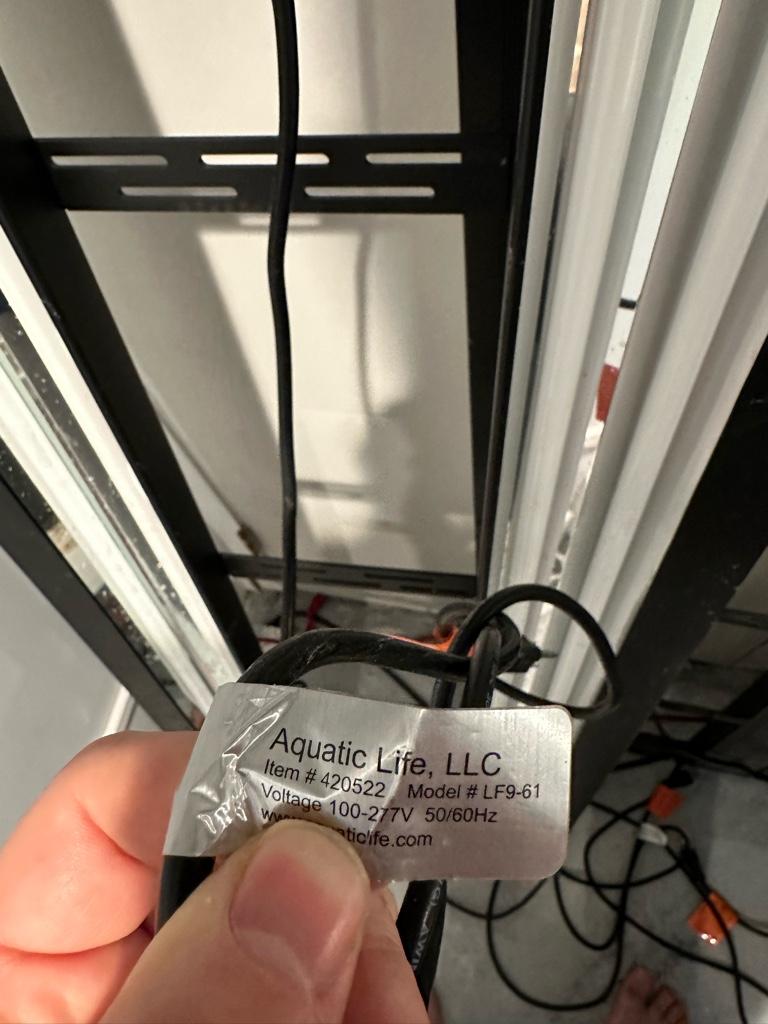 Aquatic Life, LLC
Item # 420522 Model # LF9-61
Voltage 100-277V 50/60Hz